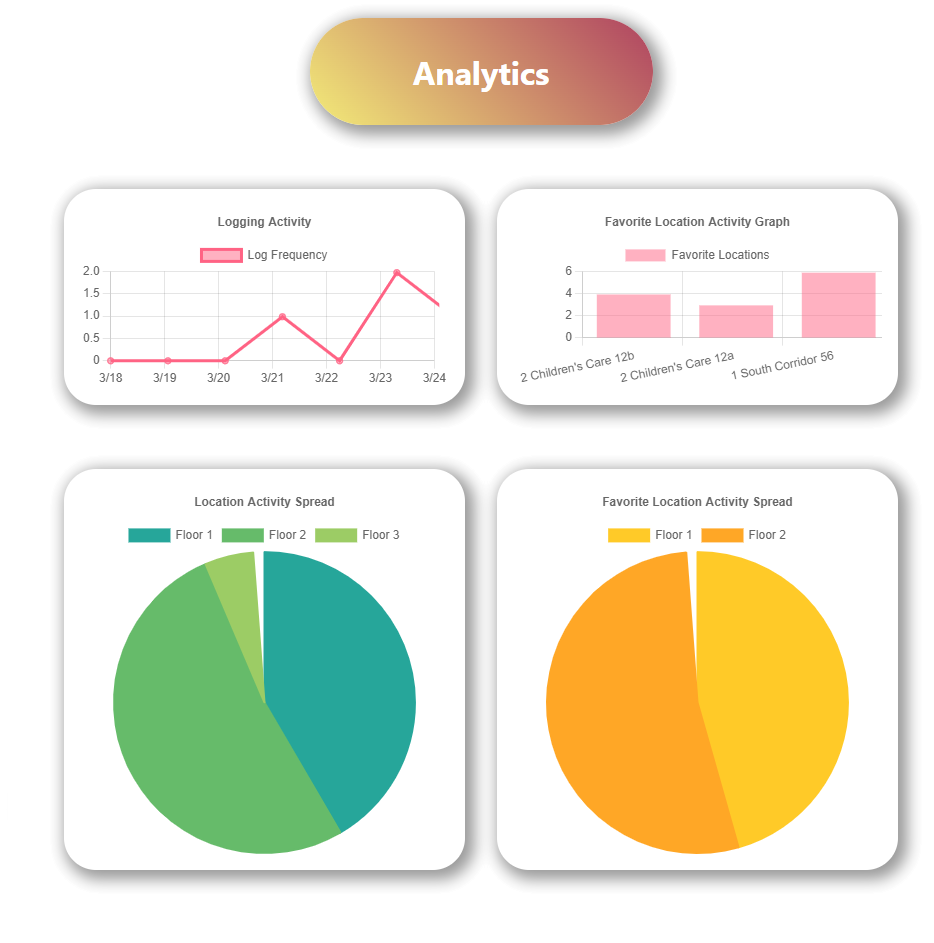 Analytics
Logging Activity
Log Frequency
2.0
1.5
1.0
0.5
0
3/18 3/19 3/20 3/21 3/22 3/23 3/24
Favorite Location Activity Graph
Favorite Locations
6
4
2
0
2 Children's Care 12b 2 Children's Care 12a 1 South Corridor 56
Location Activity Spread
Floor 1 Floor 2 Floor 3
Favorite Location Activity Spread
Floor 1 Floor 2